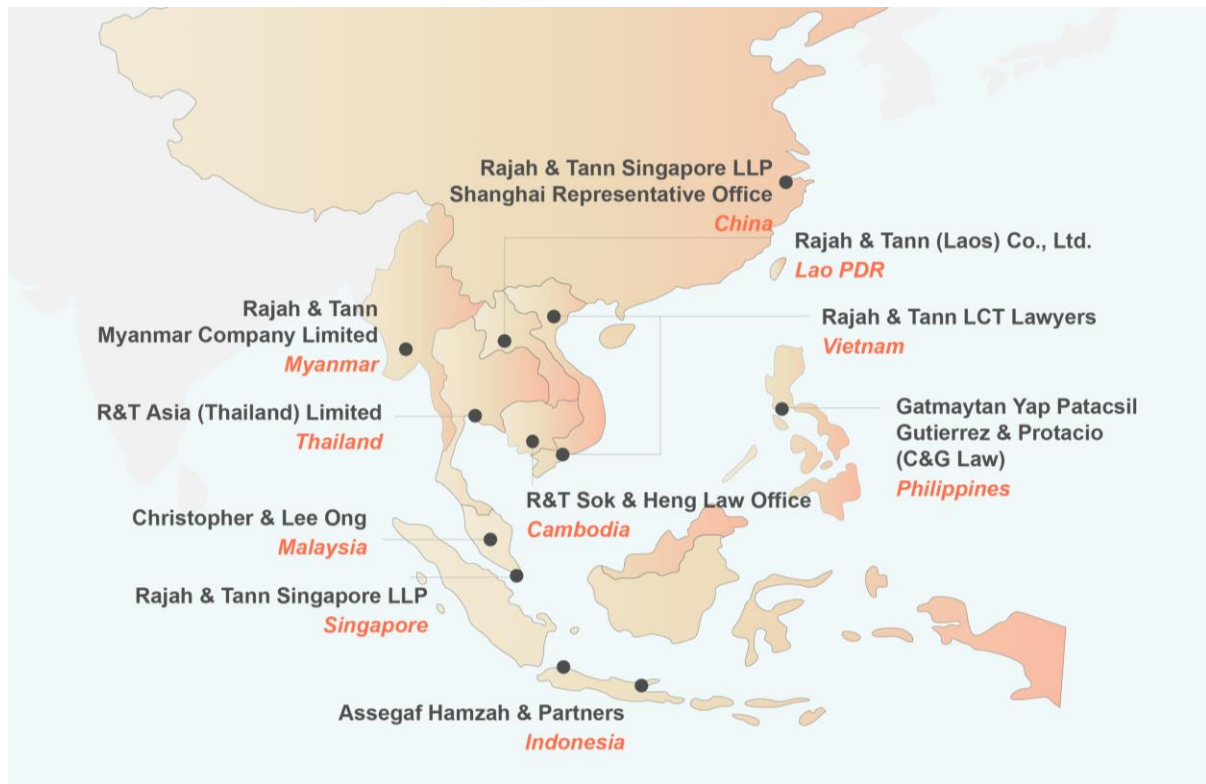 Rajah & Tann Singapore LLP
Shanghai Representative Office
China
Rajah & Tann (Laos) Co., Ltd.
Lao PDR
Rajah & Tann
Myanmar Company Limited
Myanmar
Rajah & Tann LCT Lawyers
Vietnam
R&T Asia (Thailand) Limited
Thailand
Gatmaytan Yap Patacsil
Gutierrez & Protacio
(C&G Law)
Philippines
R&T Sok & Heng Law Office
Cambodia
Christopher & Lee Ong
Malaysia
Rajah & Tann Singapore LLP
Singapore
Assegaf Hamzah & Partners
Indonesia